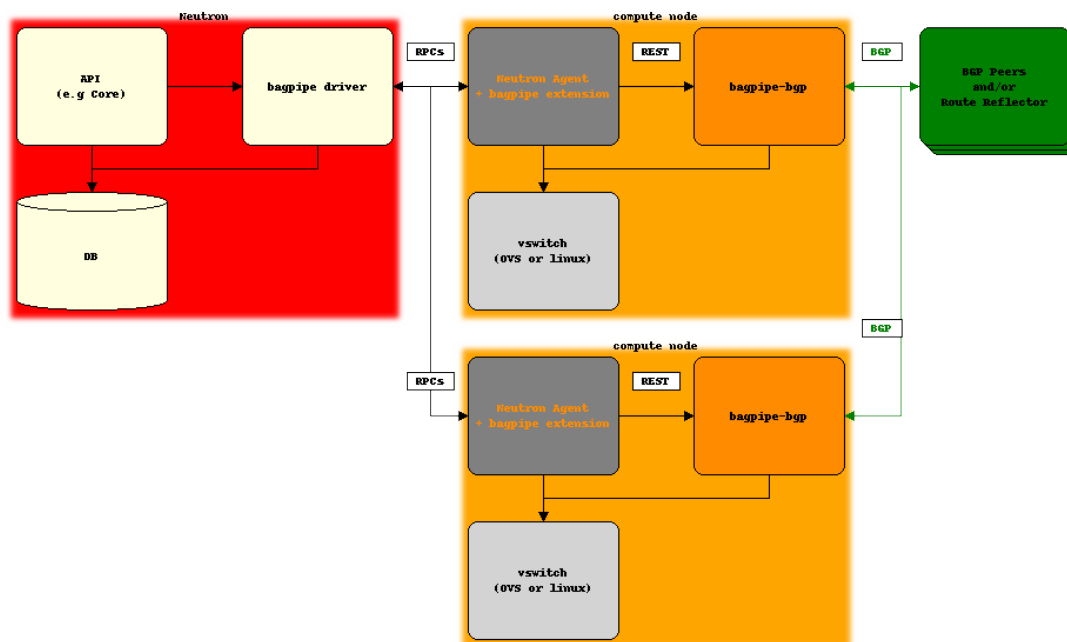 Neutron
compute node
API
(e.g Core)
bagpipe driver
RPCs
Neutron Agent
+ bagpipe extension
REST
bagpipe-bgp
BGP
BGP Peers
and/or
Route Reflector
DB
vswitch
(OVS or linux)
BGP
compute node
RPCs
Neutron Agent
+ bagpipe extension
REST
bagpipe-bgp
vswitch
(OVS or linux)